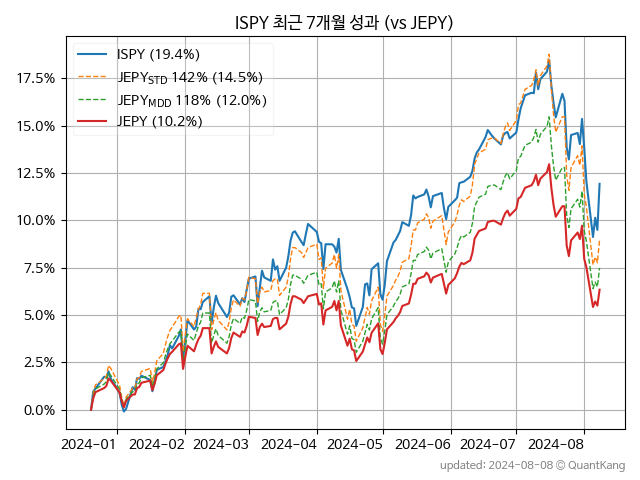 ISPY 최근 7개월 성과 (vs JEPY)
ISPY (19.4%)
JEPYSTD 142% (14.5%)
JEPYMDD 118% (12.0%)
JEPY (10.2%)
17.5%
15.0%
12.5%
10.0%
7.5%
5.0%
2.5%
0.0%
2024-01 2024-02 2024-03 2024-04 2024-05 2024-06 2024-07 2024-08
updated: 2024-08-08 © QuantKang